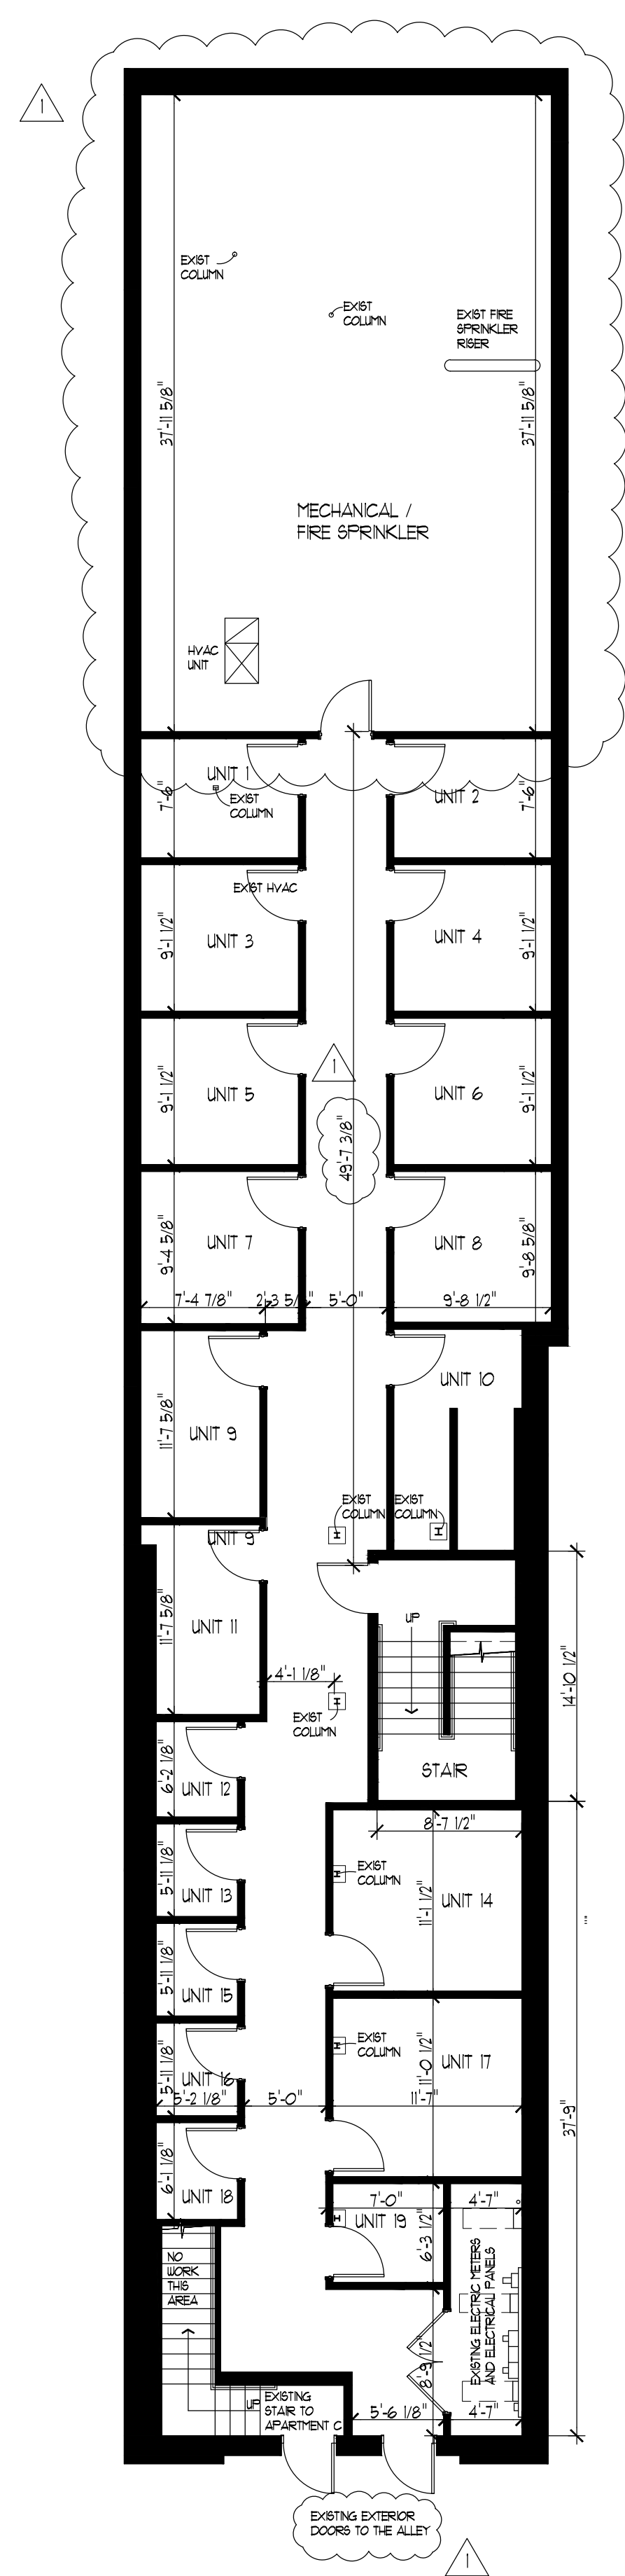 1
EXIST
COLUMN
EXIST
COLUMN
EXIST FIRE
SPRINKLER
RISER
37'-11 5/8"
37'-11 5/8"
MECHANICAL /
FIRE SPRINKLER
HVAC
UNIT
UNIT 1
7'-6"
EXIST
COLUMN
UNIT 2
7'-6"
EXIST HVAC
UNIT 3
9'-1 1/2"
UNIT 4
9'-1 1/2"
1
UNIT 5
9'-1 1/2"
UNIT 6
9'-1 1/2"
49'-7 3/8"
UNIT 7
9'-4 5/8"
UNIT 8
9'-8 5/8"
7'-4 7/8"
2'-3 5/
5'-0"
9'-8 1/2"
UNIT 10
UNIT 9
11'-7 5/8"
EXIST
COLUMN
EXIST
COLUMN
UNIT 9
UNIT 11
11'-7 5/8"
UP
4'-1 1/8"
EXIST
COLUMN
14'-10 1/2"
STAIR
UNIT 12
6'-2 1/8"
8'-7 1/2"
EXIST
COLUMN
UNIT 13
5'-11 1/8"
UNIT 14
11'-1 1/2"
UNIT 15
5'-11 1/8"
EXIST
COLUMN
UNIT 16
5'-11 1/8"
UNIT 17
11'-0 1/2"
5'-2 1/8"
5'-0"
11'-7"
37'-9"
UNIT 18
6'-1 1/8"
7'-0"
4'-7"
UNIT 19
6'-3 1/2"
NO
WORK
THIS
AREA
EXISTING ELECTRIC METERS
AND ELECTRICAL PANELS
8'-9 1/2"
UP
EXISTING
STAIR TO
APARTMENT C
5'-6 1/8"
4'-7"
EXISTING EXTERIOR
DOORS TO THE ALLEY
1